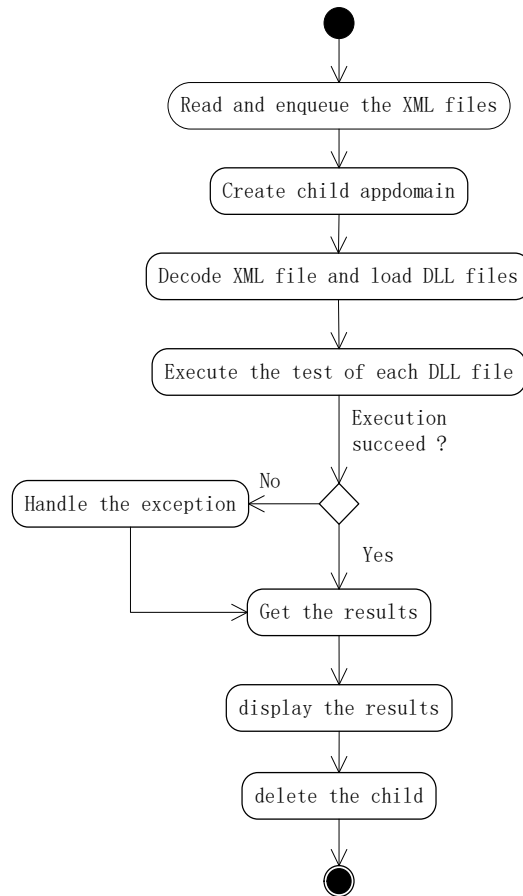 Read and enqueue the XML files
Create child appdomain
Decode XML file and load DLL files
Execute the test of each DLL file
Execution
succeed ?
No
Handle the exception
Yes
Get the results
display the results
delete the child